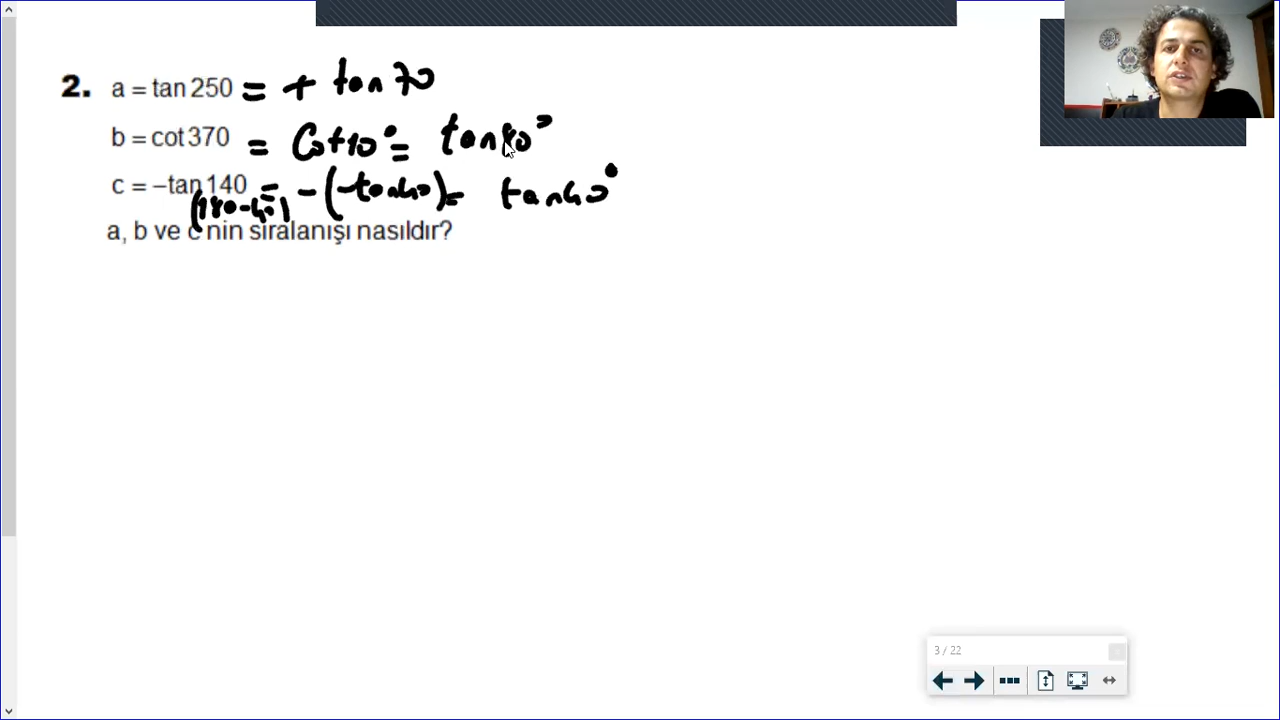 2. a = tan 250 = + tan 70
b = cot 370 = Cot 10° = tan 80°
c = –tan 140 = – (–tan 40) = tan 40°
(180–40)
a, b ve c'nin sıralanışı nasıldır?
3 / 22